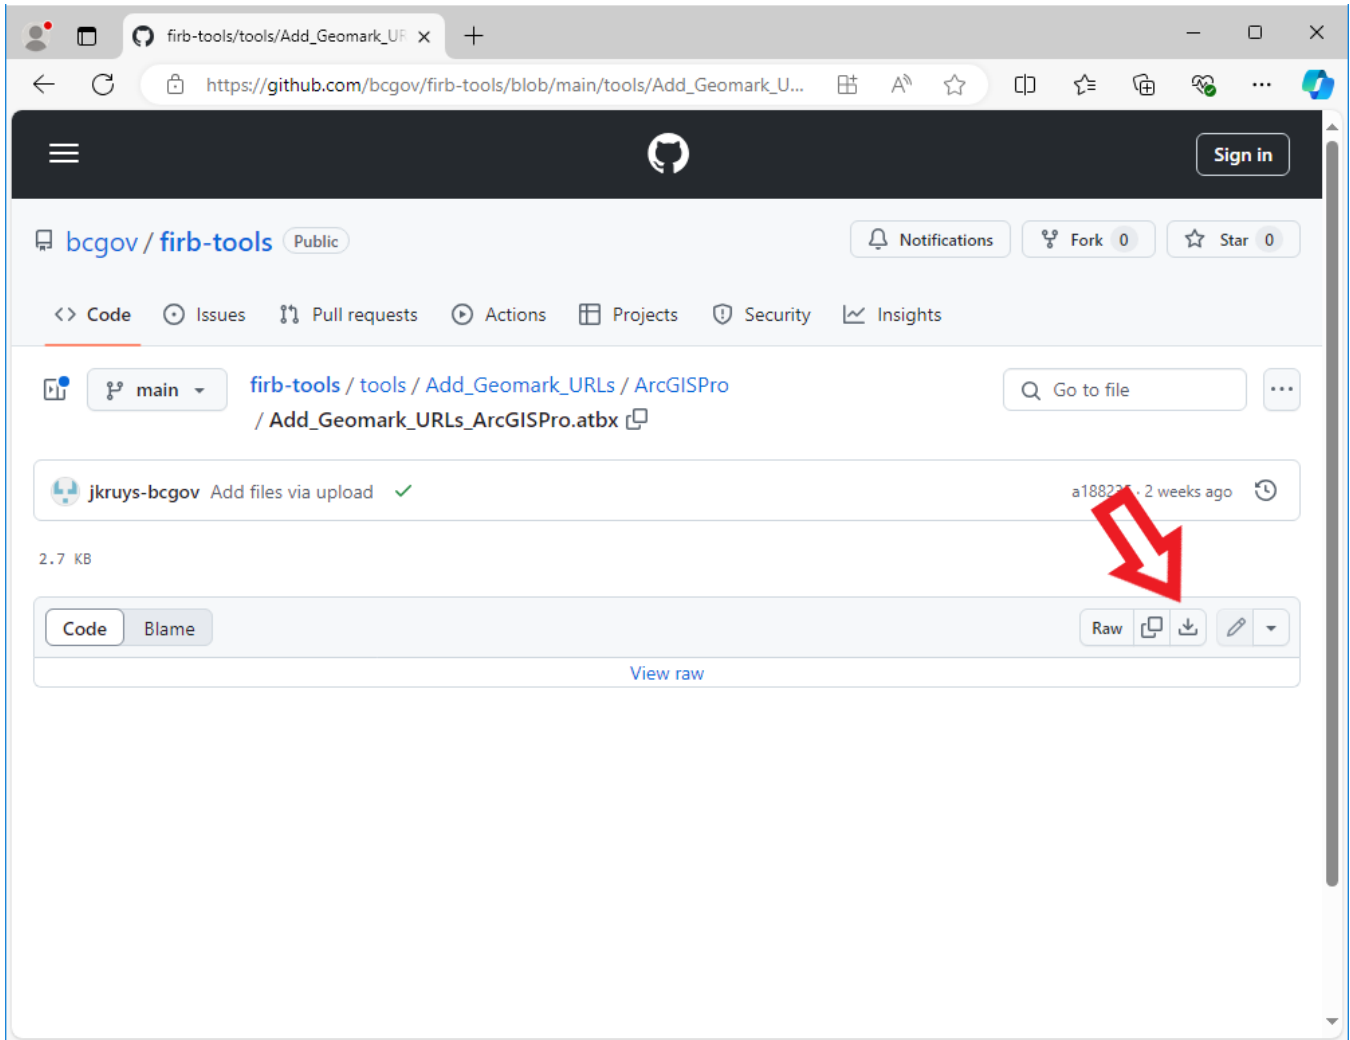 firb-tools/tools/Add_Geomark_UR
https://github.com/bcgov/firb-tools/blob/main/tools/Add_Geomark_U...
Sign in
bcgov / firb-tools Public
Notifications Fork 0 Star 0
Code Issues Pull requests Actions Projects Security Insights
main firb-tools / tools / Add_Geomark_URLs / ArcGISPro
/ Add_Geomark_URLs_ArcGISPro.atbx
Go to file
jkruys-bcgov Add files via upload
· 2 weeks ago
2.7 KB
Code Blame
Raw
View raw